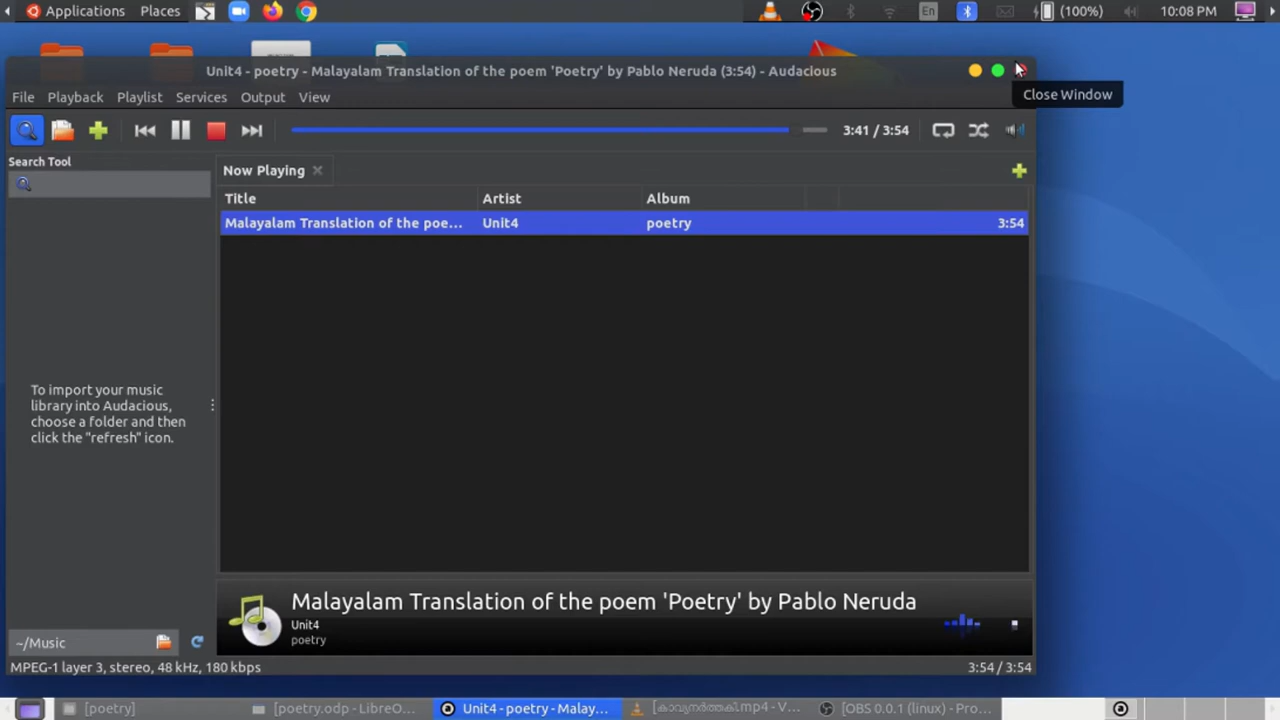 Applications Places En (100%) 10:08 PM
Unit4 - poetry - Malayalam Translation of the poem 'Poetry' by Pablo Neruda (3:54) - Audacious
Close Window
File Playback Playlist Services Output View
3:41 / 3:54
Search Tool
Now Playing
Title Artist Album
Malayalam Translation of the poe... Unit4 poetry 3:54
To import your music
library into Audacious,
choose a folder and then
click the "refresh" icon.
Malayalam Translation of the poem 'Poetry' by Pablo Neruda
Unit4
poetry
~/Music
MPEG-1 layer 3, stereo, 48 kHz, 180 kbps 3:54 / 3:54
[poetry] [poetry.odp - LibreO... Unit4 - poetry - Malay... [കാവ്യനർത്തകി.mp4 - V... [OBS 0.0.1 (linux) - Pro...